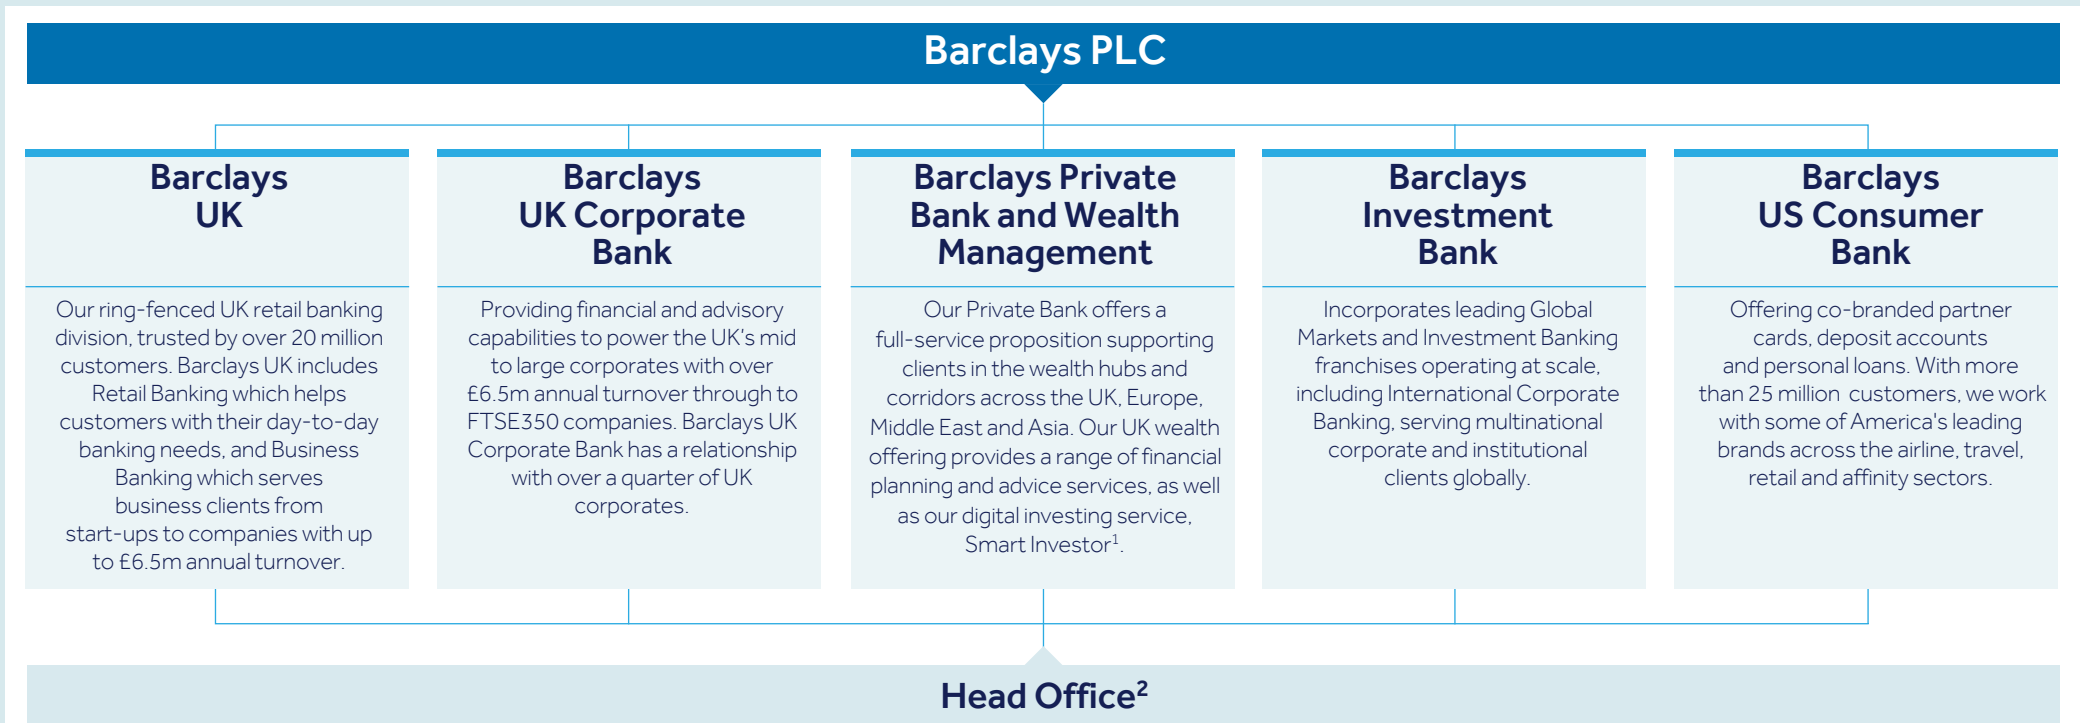 Barclays PLC
Barclays
UK
Our ring-fenced UK retail banking
division, trusted by over 20 million
customers. Barclays UK includes
Retail Banking which helps
customers with their day-to-day
banking needs, and Business
Banking which serves
business clients from
start-ups to companies with up
to £6.5m annual turnover.
Barclays
UK Corporate
Bank
Providing financial and advisory
capabilities to power the UK's mid
to large corporates with over
£6.5m annual turnover through to
FTSE350 companies. Barclays UK
Corporate Bank has a relationship
with over a quarter of UK
corporates.
Barclays Private
Bank and Wealth
Management
Our Private Bank offers a
full-service proposition supporting
clients in the wealth hubs and
corridors across the UK, Europe,
Middle East and Asia. Our UK wealth
offering provides a range of financial
planning and advice services, as well
as our digital investing service,
Smart Investor¹.
Barclays
Investment
Bank
Incorporates leading Global
Markets and Investment Banking
franchises operating at scale,
including International Corporate
Banking, serving multinational
corporate and institutional
clients globally.
Barclays
US Consumer
Bank
Offering co-branded partner
cards, deposit accounts
and personal loans. With more
than 25 million customers, we work
with some of America's leading
brands across the airline, travel,
retail and affinity sectors.
Head Office²